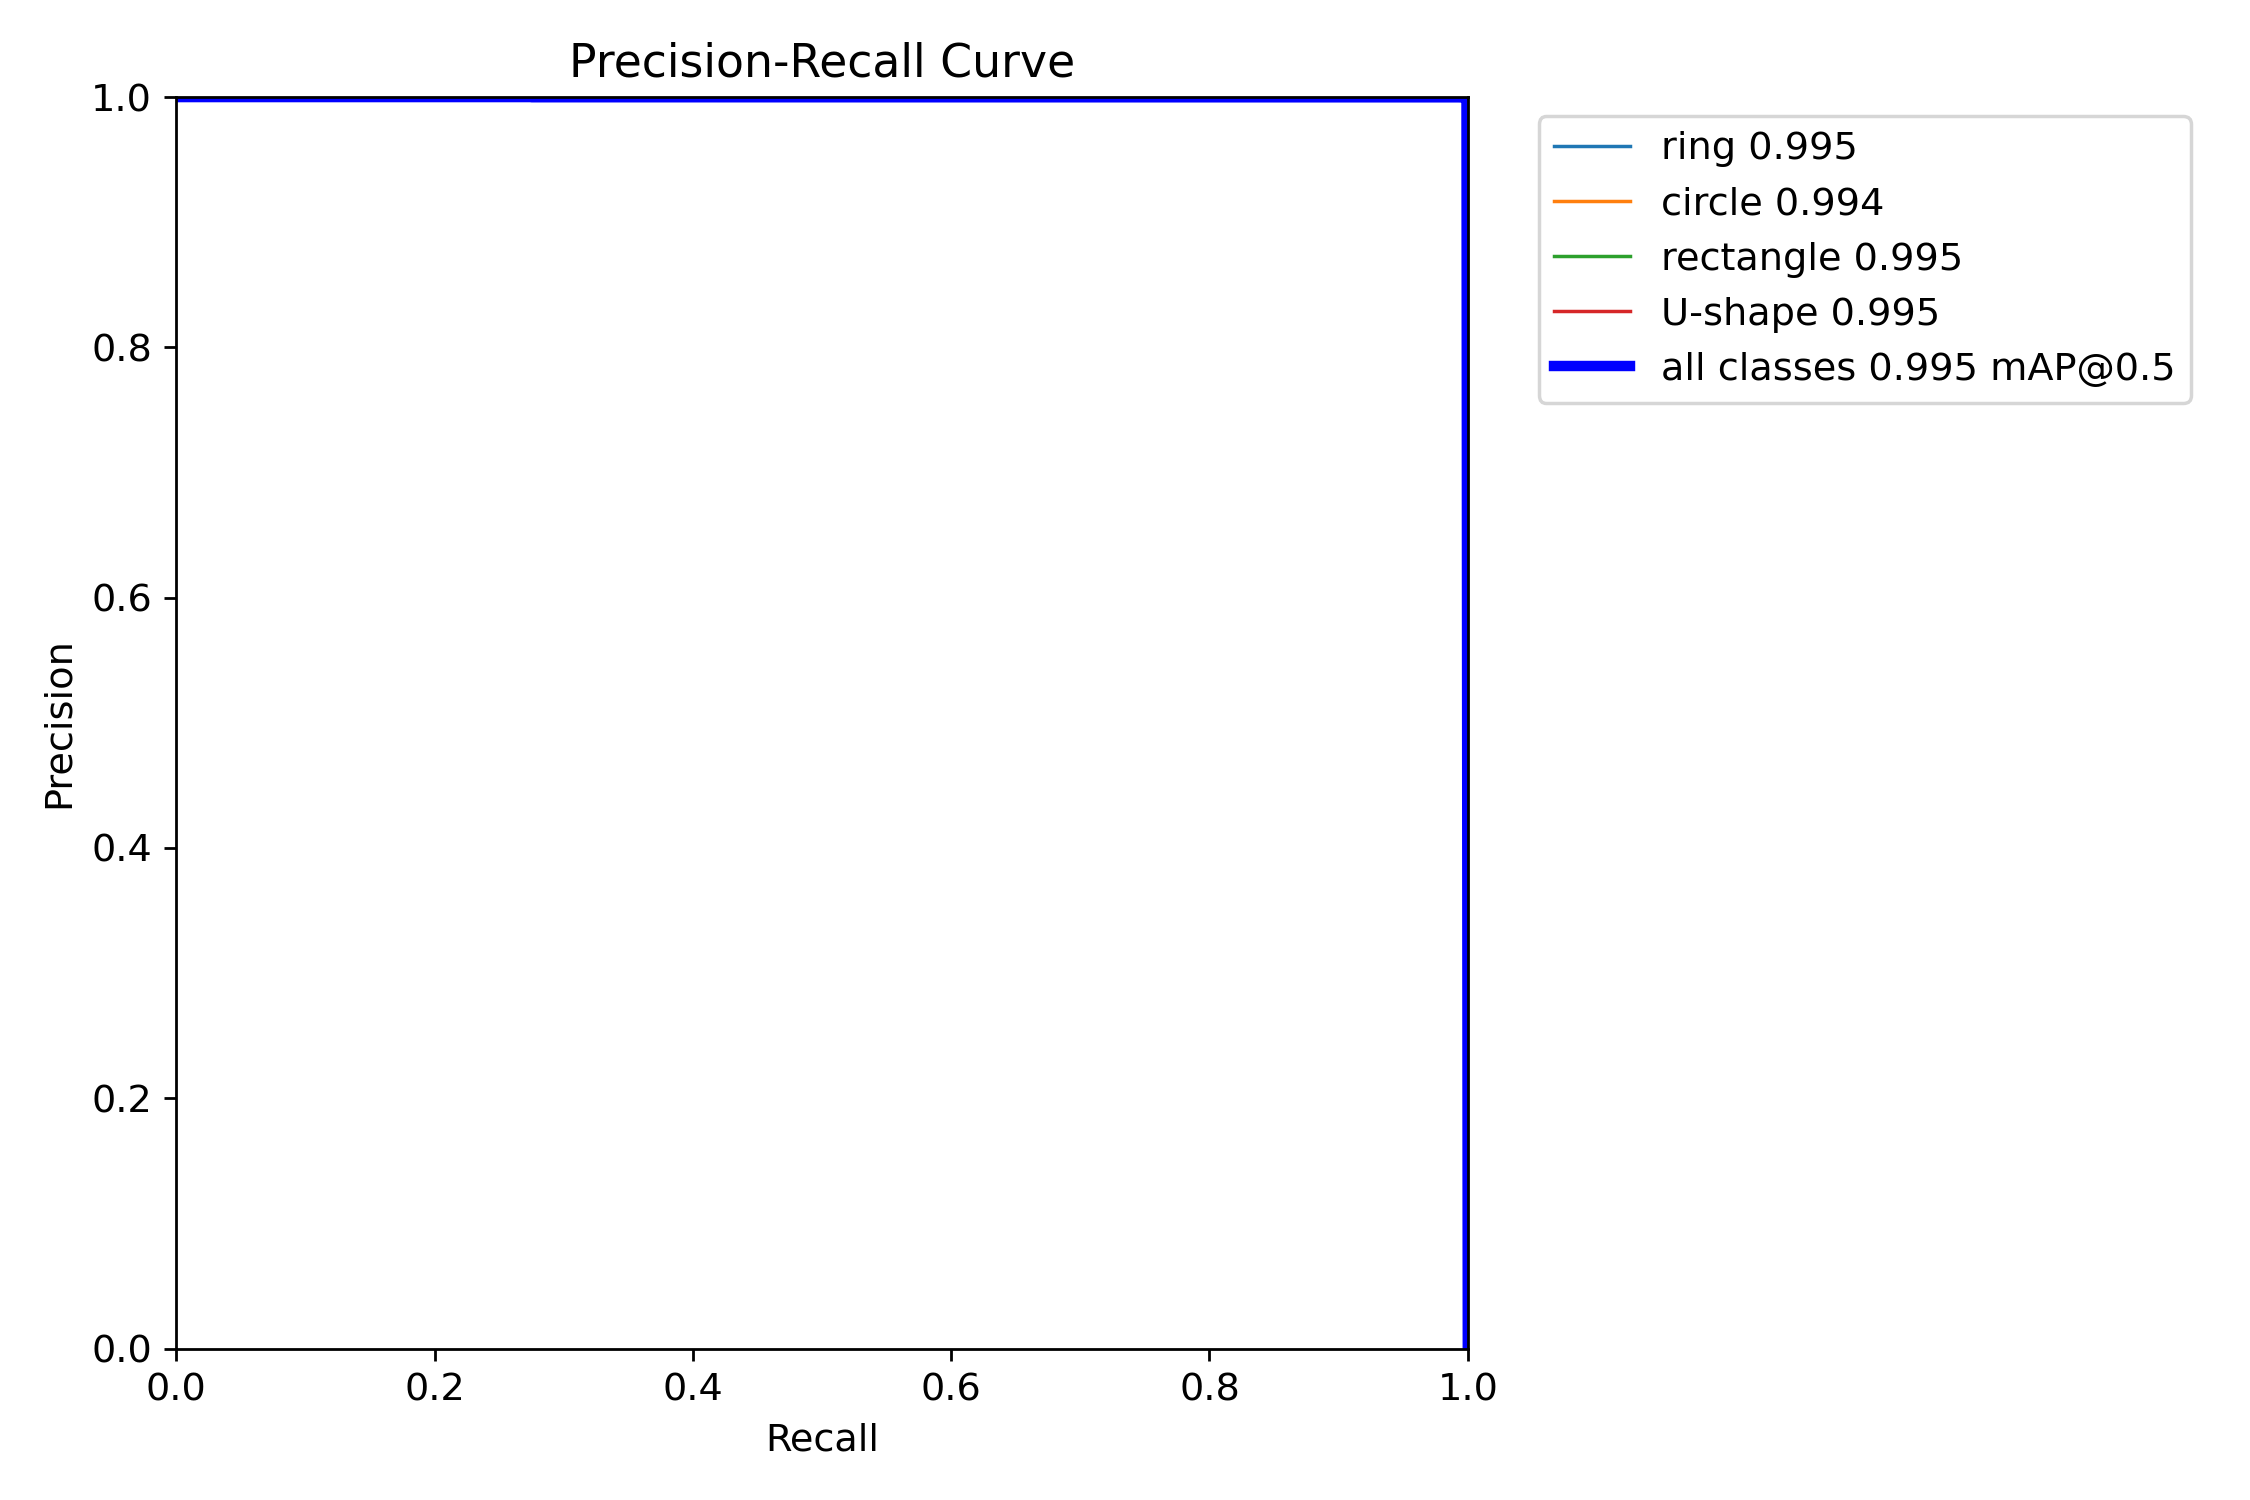 Precision-Recall Curve
1.0
0.8
0.6
0.4
0.2
0.0
Precision
0.0 0.2 0.4 0.6 0.8 1.0
Recall
ring 0.995
circle 0.994
rectangle 0.995
U-shape 0.995
all classes 0.995 mAP@0.5